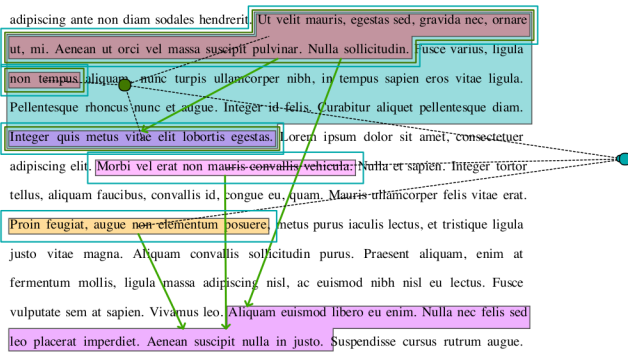 adipiscing ante non diam sodales hendrerit. Ut velit mauris, egestas sed, gravida nec, ornare
ut, mi. Aenean ut orci vel massa suscipit pulvinar. Nulla sollicitudin. Fusce varius, ligula
non tempus aliquam, nunc turpis ullamcorper nibh, in tempus sapien eros vitae ligula.
Pellentesque rhoncus nunc et augue. Integer id felis. Curabitur aliquet pellentesque diam.
Integer quis metus vitae elit lobortis egestas. Lorem ipsum dolor sit amet, consectetuer
adipiscing elit. Morbi vel erat non mauris convallis vehicula. Nulla et sapien. Integer tortor
tellus, aliquam faucibus, convallis id, congue eu, quam. Mauris ullamcorper felis vitae erat.
Proin feugiat, augue non elementum posuere, metus purus iaculis lectus, et tristique ligula
justo vitae magna. Aliquam convallis sollicitudin purus. Praesent aliquam, enim at
fermentum mollis, ligula massa adipiscing nisl, ac euismod nibh nisl eu lectus. Fusce
vulputate sem at sapien. Vivamus leo. Aliquam euismod libero eu enim. Nulla nec felis sed
leo placerat imperdiet. Aenean suscipit nulla in justo. Suspendisse cursus rutrum augue.